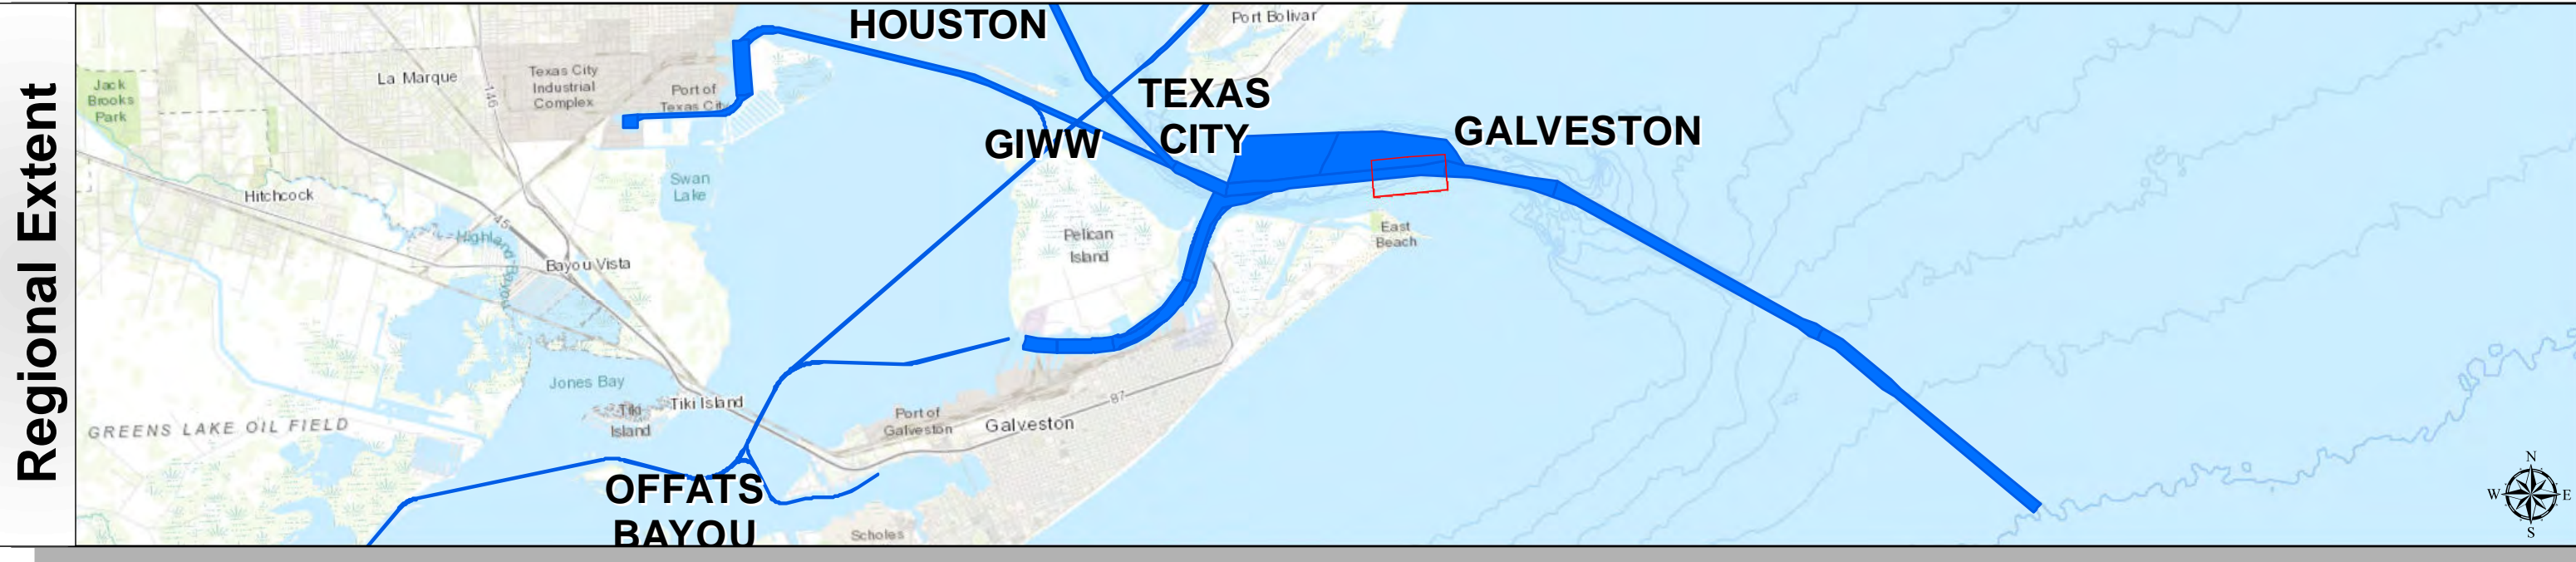 Regional Extent
HOUSTON
Port Bolivar
La Marque
Texas City
Industrial
Complex
Jack
Brooks
Park
146
Port of
Texas City
TEXAS
CITY
GALVESTON
GIWW
Swan
Lake
Hitchcock
45
Highland Bayou
Pelican
Island
East
Beach
Bayou Vista
Jones Bay
Tiki
Island
Tiki Island
87
Port of
Galveston
Galveston
GREENS LAKE OIL FIELD
OFFATS
BAYOU
Scholes
N
W
E
S